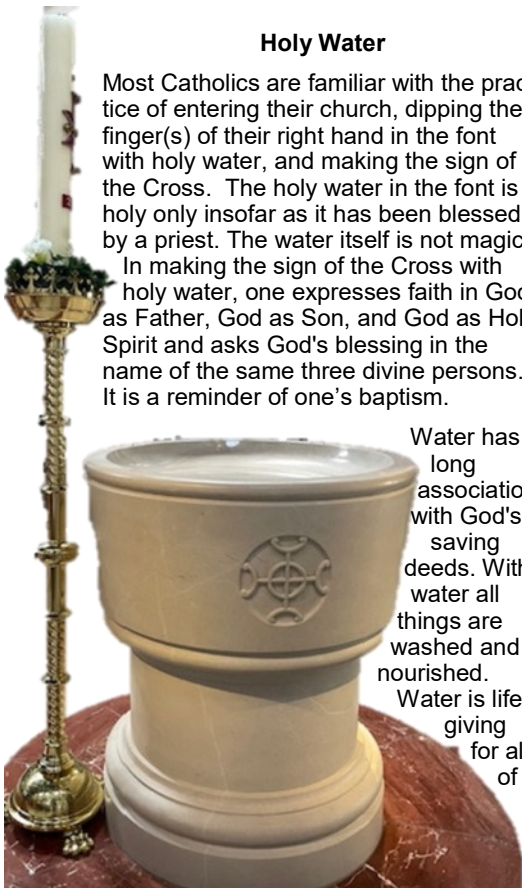 Holy Water
Most Catholics are familiar with the prac
tice of entering their church, dipping the
finger(s) of their right hand in the font
with holy water, and making the sign of
the Cross. The holy water in the font is
holy only insofar as it has been blessed
by a priest. The water itself is not magic
In making the sign of the Cross with
holy water, one expresses faith in God
as Father, God as Son, and God as Hol
Spirit and asks God's blessing in the
name of the same three divine persons.
It is a reminder of one’s baptism.
Water has
long
associatio
with God's
saving
deeds. With
water all
things are
washed and
nourished.
Water is life
giving
for al
of